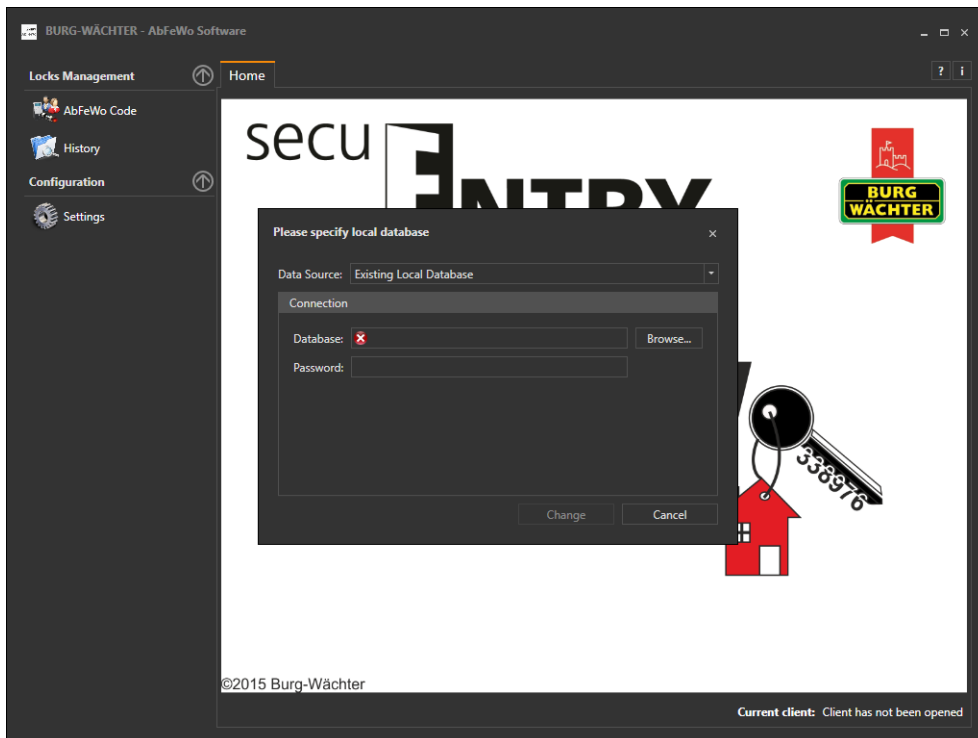 BURG-WÄCHTER - AbFeWo Software
Locks Management
Home
? i
AbFeWo Code
History
Configuration
Settings
secu
ENTRY
BURG
WÄCHTER
Please specify local database
Data Source: Existing Local Database
Connection
Database:
Browse...
Password:
338976
Change
Cancel
©2015 Burg-Wächter
Current client: Client has not been opened